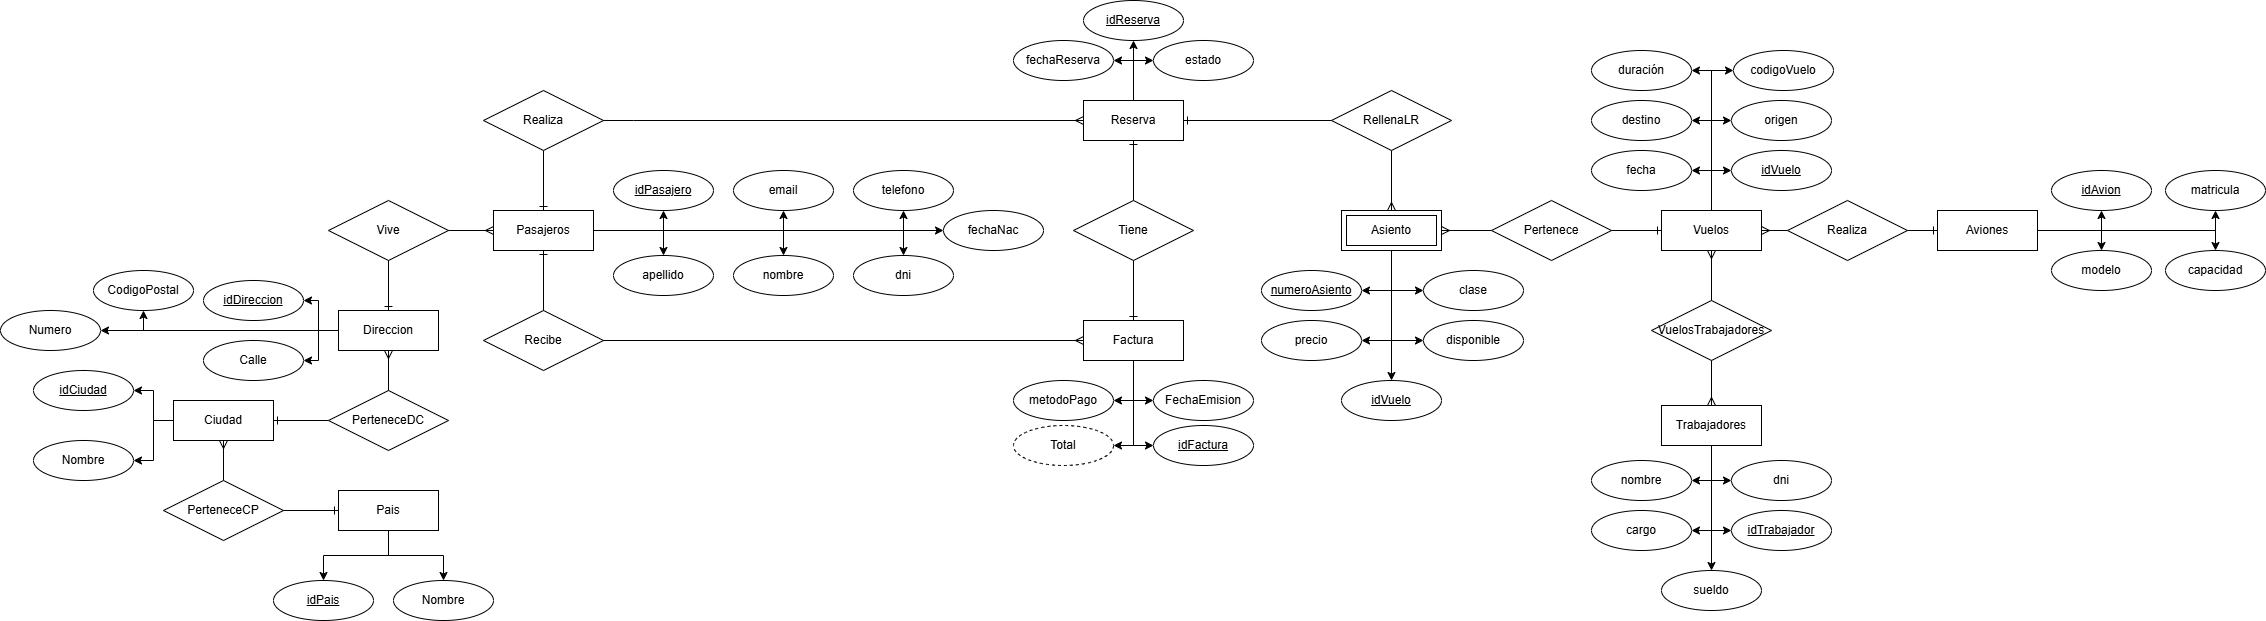 idReserva
fechaReserva
estado
Realiza
Reserva
RellenaLR
duración
codigoVuelo
destino
origen
fecha
idVuelo
idPasajero
email
telefono
idAvion
matricula
Vive
Pasajeros
fechaNac
Tiene
Asiento
Pertenece
Vuelos
Realiza
Aviones
apellido
nombre
dni
modelo
capacidad
CodigoPostal
idDireccion
numeroAsiento
clase
Numero
Direccion
Recibe
Factura
precio
disponible
VuelosTrabajadores
Calle
idCiudad
metodoPago
FechaEmision
idVuelo
Ciudad
PerteneceDC
Trabajadores
Nombre
Total
idFactura
nombre
dni
PerteneceCP
Pais
cargo
idTrabajador
idPais
Nombre
sueldo